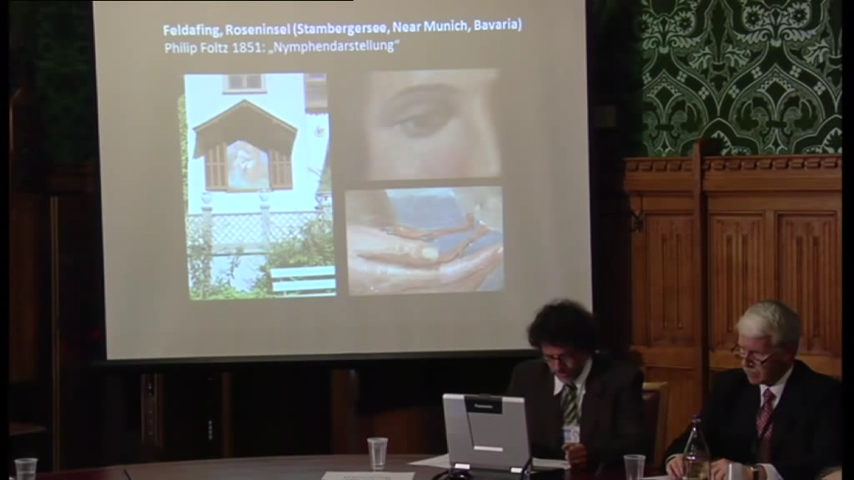 Feldafing, Roseninsel (Stambergersee, Near Munich, Bavaria)
Philip Foltz 1851: „Nymphendarstellung“